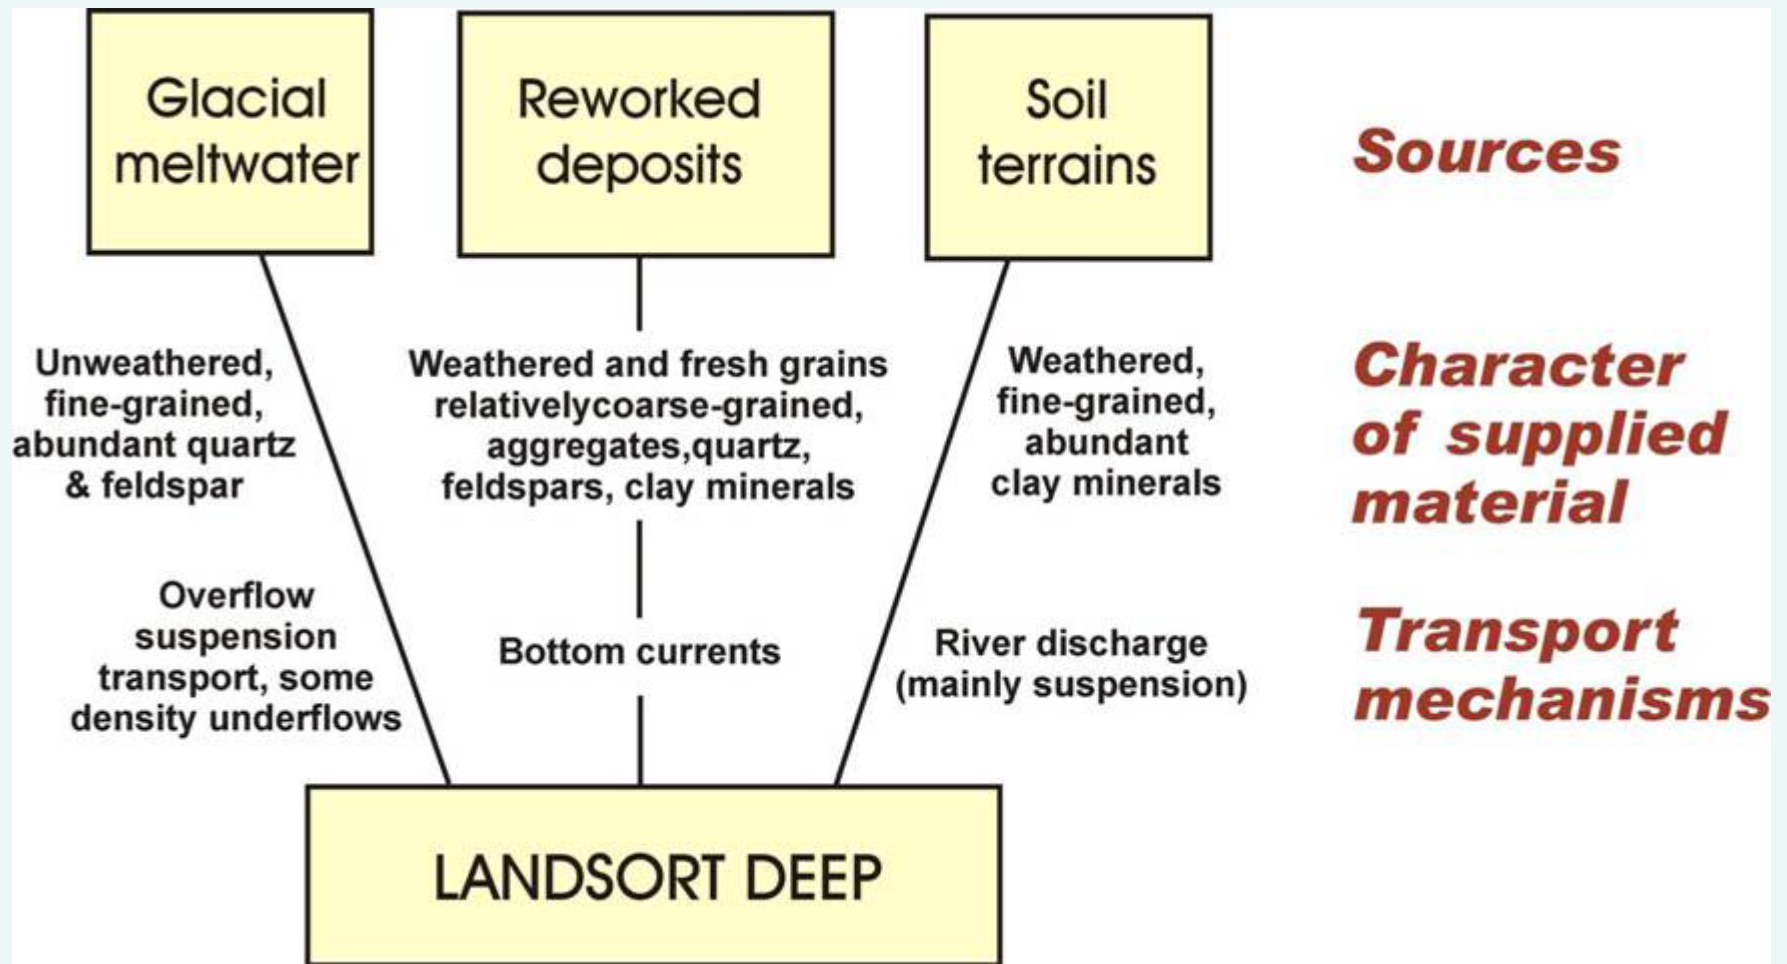 Glacial
meltwater
Reworked
deposits
Soil
terrains
Sources
Unweathered,
fine-grained,
abundant quartz
& feldspar
Weathered and fresh grains
relativelycoarse-grained,
aggregates,quartz,
feldspars, clay minerals
Weathered,
fine-grained,
abundant
clay minerals
Character
of supplied
material
Overflow
suspension
transport, some
density underflows
Bottom currents
River discharge
(mainly suspension)
Transport
mechanisms
LANDSORT DEEP